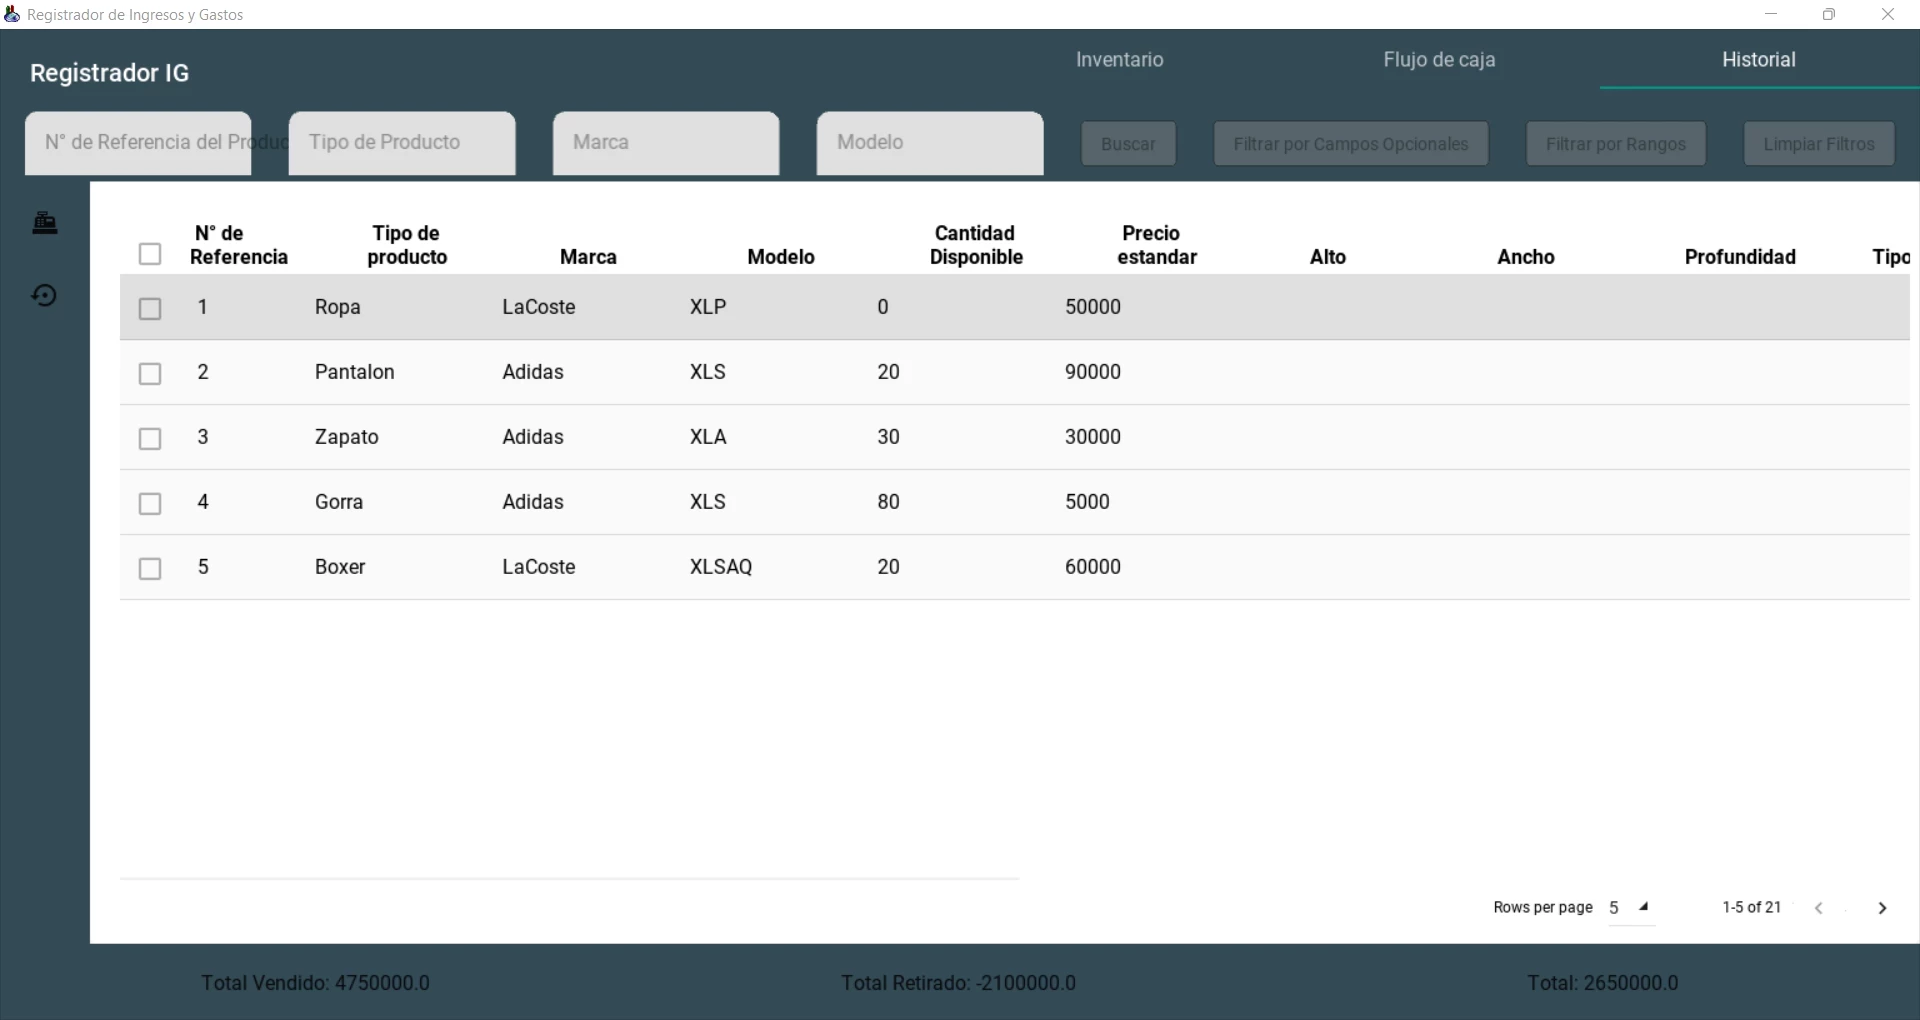 Registrador de Ingresos y Gastos
Registrador IG
Inventario
Flujo de caja
Historial
N° de Referencia del Produc
Tipo de Producto
Marca
Modelo
Buscar
Filtrar por Campos Opcionales
Filtrar por Rangos
Limpiar Filtros
N° de
Referencia
Tipo de
producto
Marca
Modelo
Cantidad
Disponible
Precio
estandar
Alto
Ancho
Profundidad
Tipo
1 Ropa LaCoste XLP 0 50000
2 Pantalon Adidas XLS 20 90000
3 Zapato Adidas XLA 30 30000
4 Gorra Adidas XLS 80 5000
5 Boxer LaCoste XLSAQ 20 60000
Rows per page 5 1-5 of 21
Total Vendido: 4750000.0
Total Retirado: -2100000.0
Total: 2650000.0